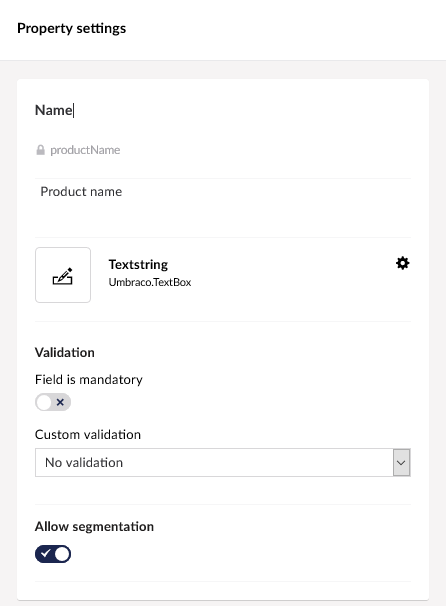 Property settings
Name
productName
Product name
Textstring
Umbraco.TextBox
Validation
Field is mandatory
Custom validation
No validation
Allow segmentation